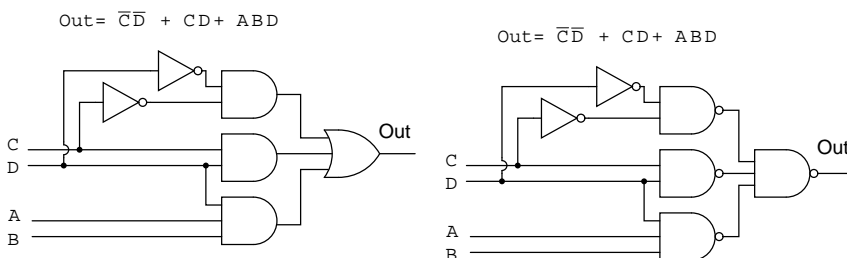 Out= C̅D̅ + CD+ ABD
Out
C
D
A
B
Out= C̅D̅ + CD+ ABD
Out
C
D
A
B